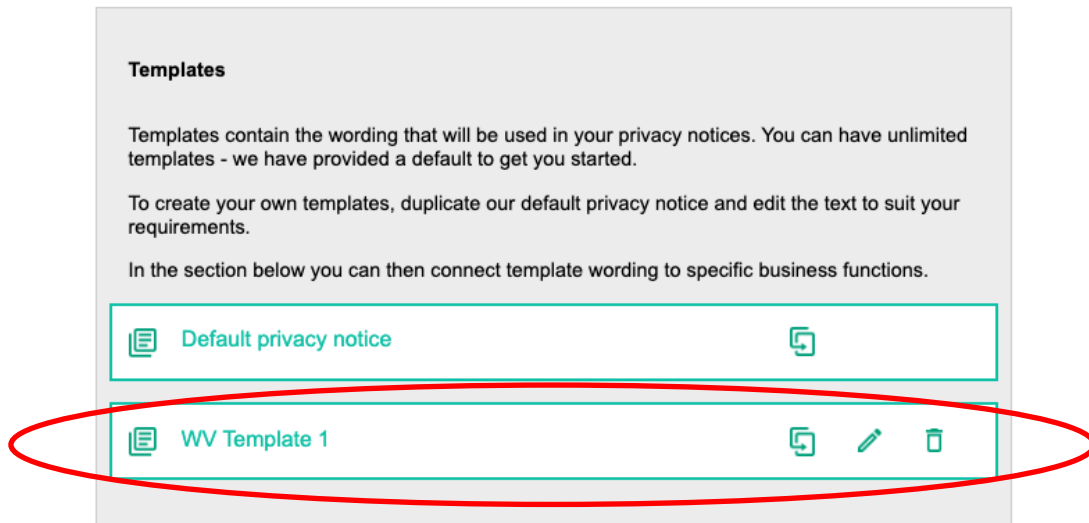 Templates
Templates contain the wording that will be used in your privacy notices. You can have unlimited
templates - we have provided a default to get you started.
To create your own templates, duplicate our default privacy notice and edit the text to suit your
requirements.
In the section below you can then connect template wording to specific business functions.
Default privacy notice
WV Template 1